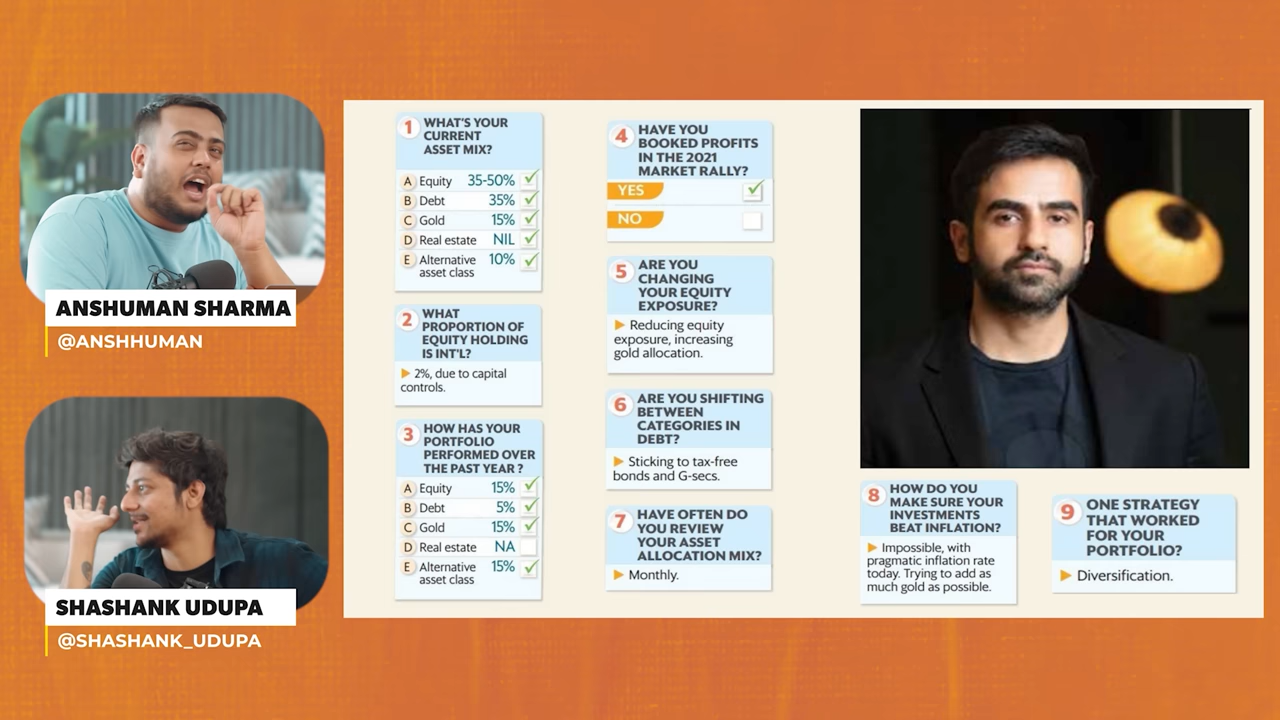 ANSHUMAN SHARMA
@ANSHHUMAN
SHASHANK UDUPA
@SHASHANK_UDUPA
1 WHAT'S YOUR
CURRENT
ASSET MIX?
A Equity 35-50%
B Debt 35%
C Gold 15%
D Real estate NIL
E Alternative 10%
asset class
2 WHAT
PROPORTION OF
EQUITY HOLDING
IS INT'L?
2%, due to capital
controls.
3 HOW HAS YOUR
PORTFOLIO
PERFORMED OVER
THE PAST YEAR ?
A Equity 15%
B Debt 5%
C Gold 15%
D Real estate NA
E Alternative 15%
asset class
4 HAVE YOU
BOOKED PROFITS
IN THE 2021
MARKET RALLY?
YES
NO
5 ARE YOU
CHANGING
YOUR EQUITY
EXPOSURE?
Reducing equity
exposure, increasing
gold allocation.
6 ARE YOU SHIFTING
BETWEEN
CATEGORIES IN
DEBT?
Sticking to tax-free
bonds and G-secs.
7 HAVE OFTEN DO
YOU REVIEW
YOUR ASSET
ALLOCATION MIX?
Monthly.
8 HOW DO YOU
MAKE SURE YOUR
INVESTMENTS
BEAT INFLATION?
Impossible, with
pragmatic inflation rate
today. Trying to add as
much gold as possible.
9 ONE STRATEGY
THAT WORKED
FOR YOUR
PORTFOLIO?
Diversification.